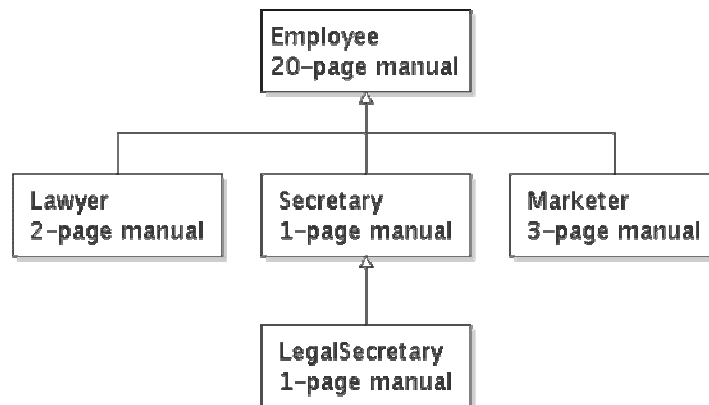 Employee
20-page manual
Lawyer
2-page manual
Secretary
1-page manual
Marketer
3-page manual
LegalSecretary
1-page manual